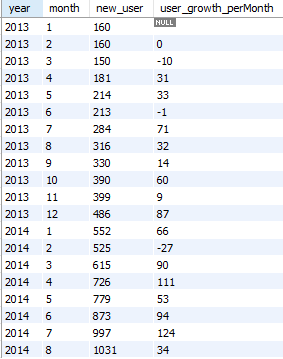 year month new_user user_growth_perMonth
2013 1 160 NULL
2013 2 160 0
2013 3 150 -10
2013 4 181 31
2013 5 214 33
2013 6 213 -1
2013 7 284 71
2013 8 316 32
2013 9 330 14
2013 10 390 60
2013 11 399 9
2013 12 486 87
2014 1 552 66
2014 2 525 -27
2014 3 615 90
2014 4 726 111
2014 5 779 53
2014 6 873 94
2014 7 997 124
2014 8 1031 34